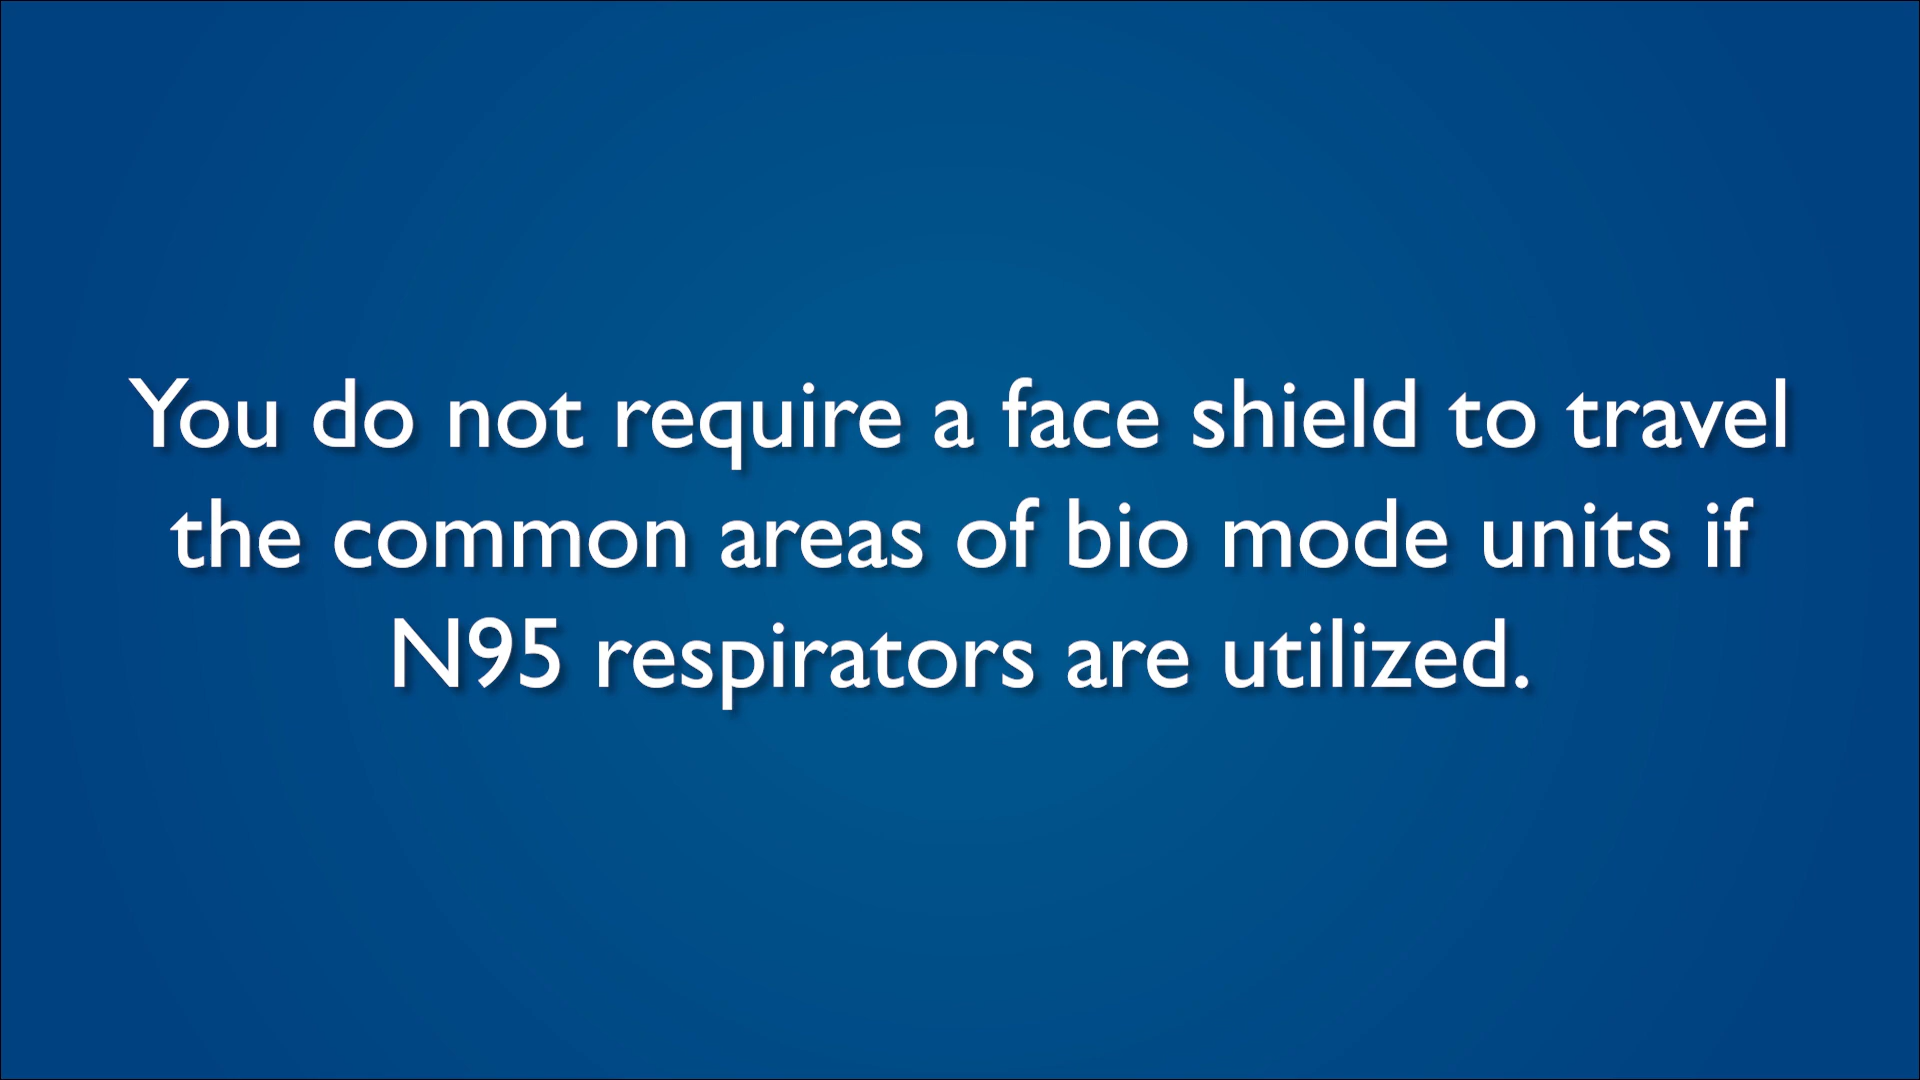 You do not require a face shield to travel
the common areas of bio mode units if
N95 respirators are utilized.